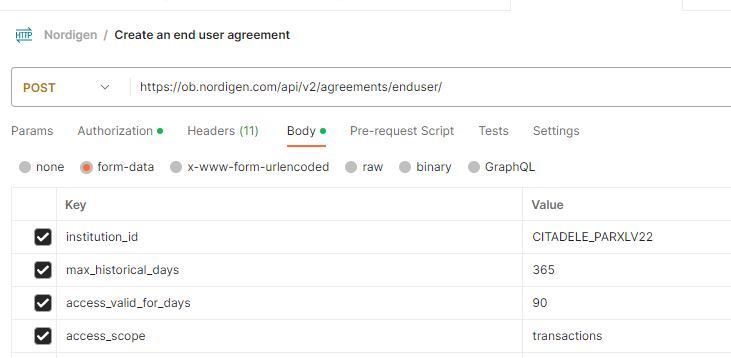 HTTP Nordigen / Create an end user agreement
POST https://ob.nordigen.com/api/v2/agreements/enduser/
Params Authorization Headers (11) Body Pre-request Script Tests Settings
none form-data x-www-form-urlencoded raw binary GraphQL
Key Value
institution_id CITADELE_PARXLV22
max_historical_days 365
access_valid_for_days 90
access_scope transactions